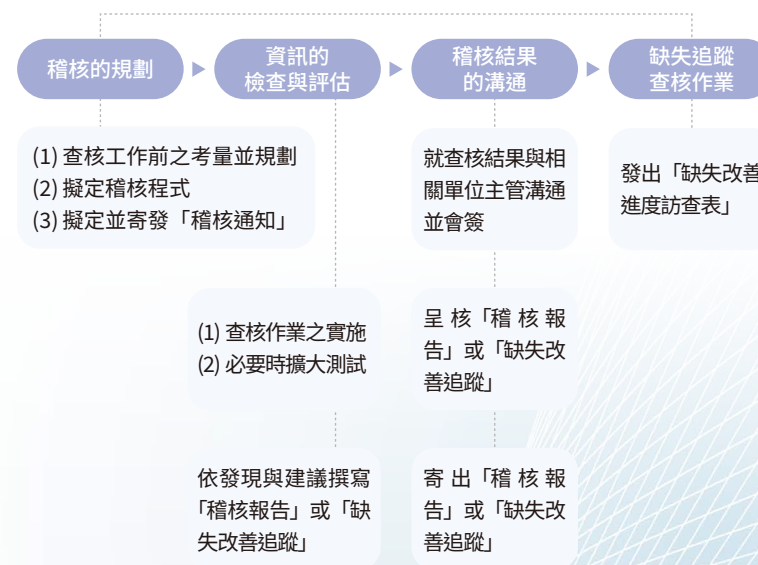 稽核的規劃
資訊的
檢查與評估
稽核結果
的溝通
缺失追蹤
查核作業
(1) 查核工作前之考量並規劃
(2) 擬定稽核程式
(3) 擬定並寄發「稽核通知」
就查核結果與相
關單位主管溝通
並會簽
發出「缺失改善
進度訪查表」
(1) 查核作業之實施
(2) 必要時擴大測試
呈核「稽核報
告」或「缺失改
善追蹤」
依發現與建議撰寫
「稽核報告」或「缺
失改善追蹤」
寄出「稽核報
告」或「缺失改
善追蹤」